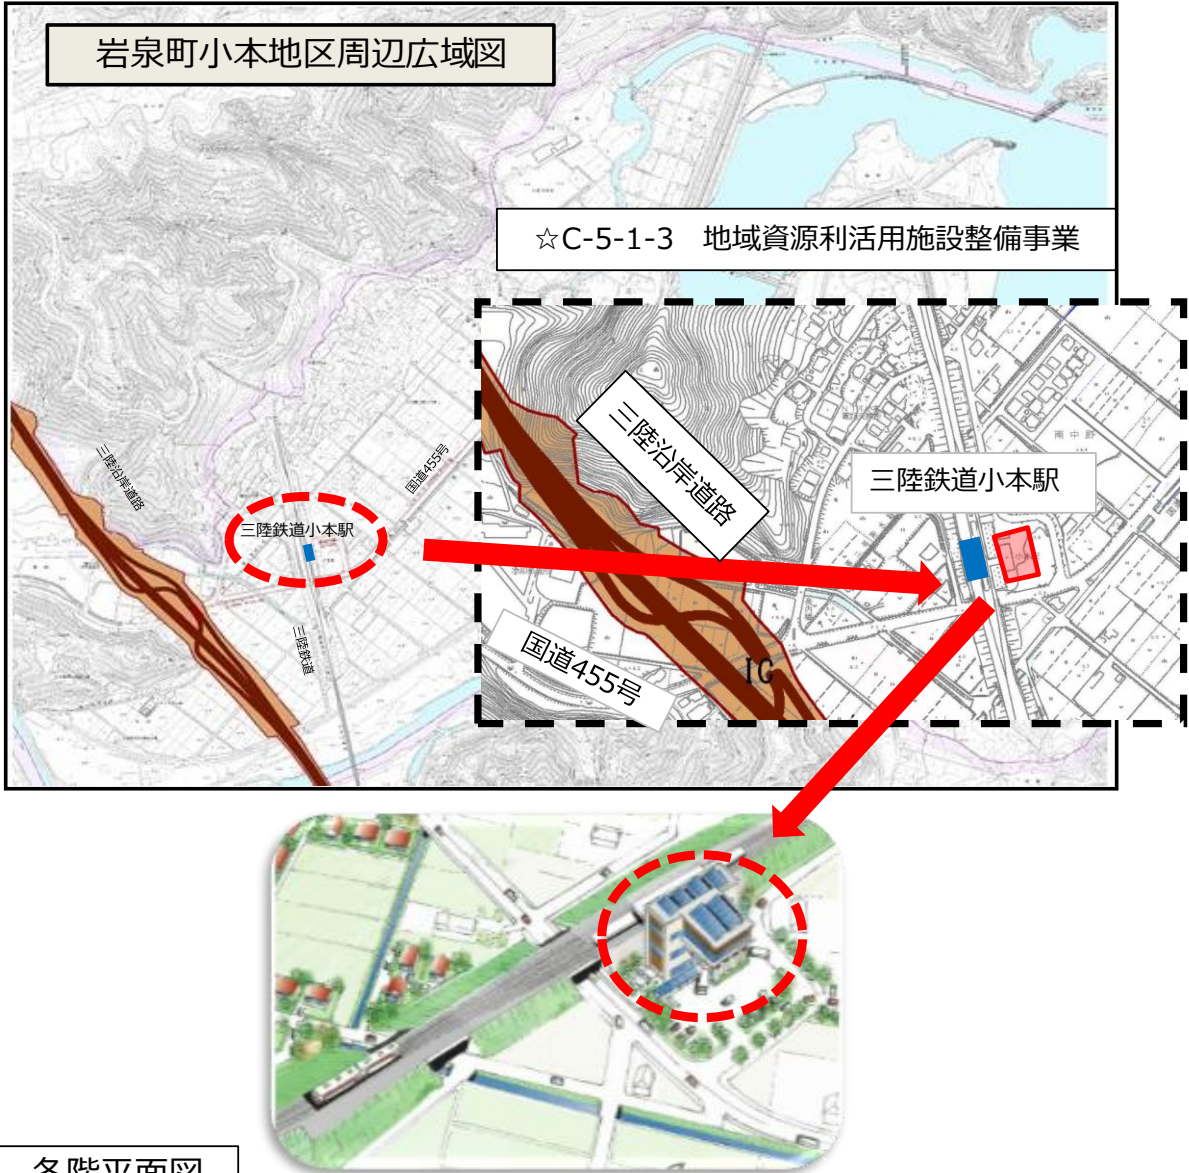 岩泉町小本地区周辺広域図
☆C-5-1-3　地域資源利活用施設整備事業
三陸沿岸道路
国道455号
三陸鉄道小本駅
三陸鉄道
三陸沿岸道路
三陸鉄道小本駅
南中野
国道455号
IC
各階平面図